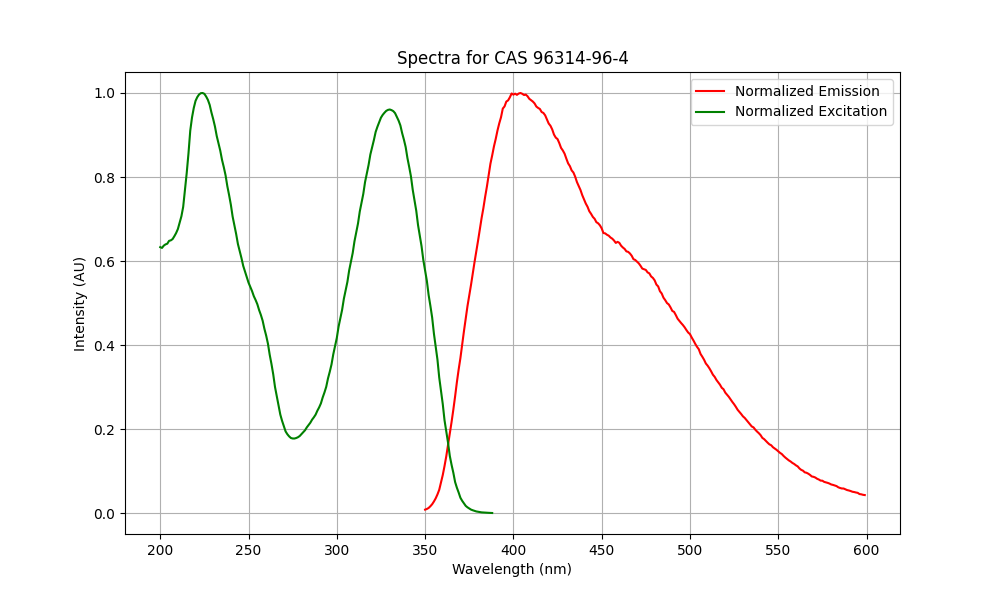 Spectra for CAS 96314-96-4
Normalized Emission
Normalized Excitation
1.0
0.8
0.6
0.4
0.2
0.0
Intensity (AU)
200 250 300 350 400 450 500 550 600
Wavelength (nm)